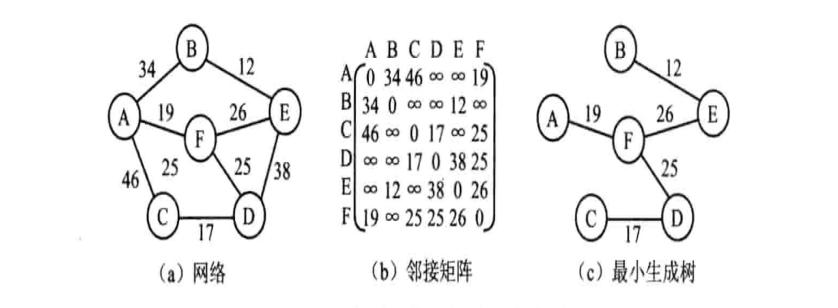 B
34
12
A
19
26
E
F
25
25
38
46
C
17
D
(a) 网络
A B C D E F
A 0 34 46 ∞ ∞ 19
B 34 0 ∞ ∞ 12 ∞
C 46 ∞ 0 17 ∞ 25
D ∞ ∞ 17 0 38 25
E ∞ 12 ∞ 38 0 26
F 19 ∞ 25 25 26 0
(b) 邻接矩阵
B
12
A
19
26
E
F
25
C
17
D
(c) 最小生成树